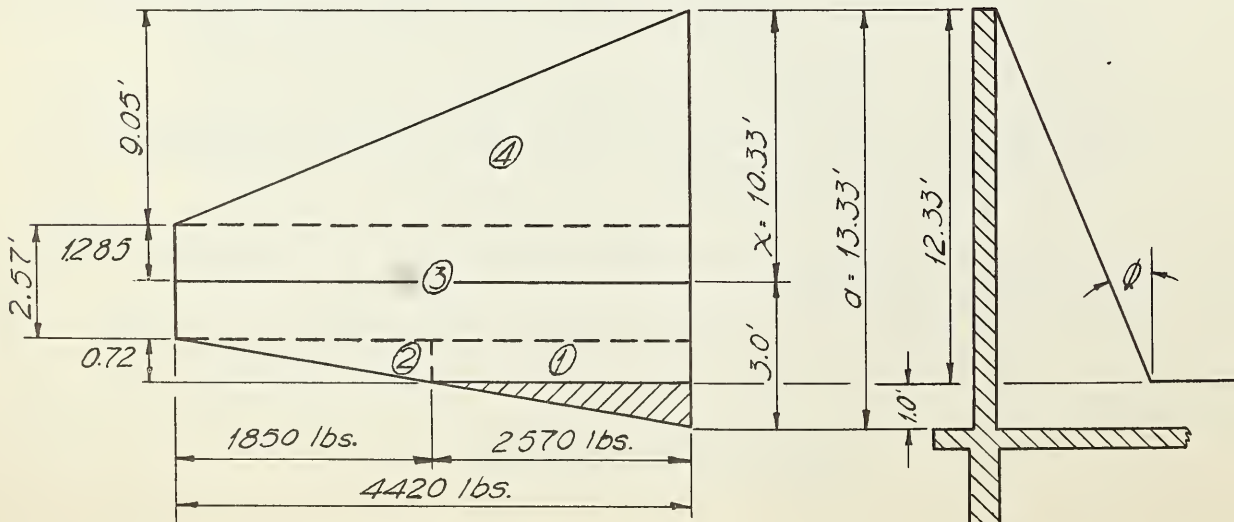 9.05'
④
1.285
2.57'
③
0.72
②
①
x = 10.33'
3.0'
a = 13.33'
12.33'
1.0'
Ø
1850 lbs.
2570 lbs.
4420 lbs.